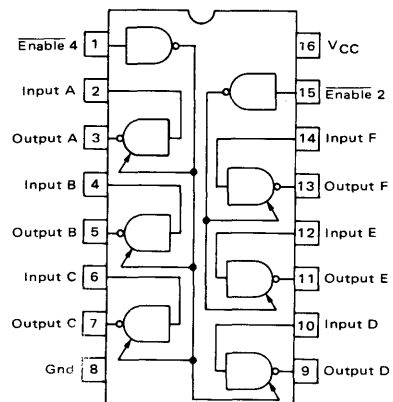 Enable 4 1
16 VCC
Input A 2
15 Enable 2
Output A 3
14 Input F
Input B 4
13 Output F
Output B 5
12 Input E
Input C 6
11 Output E
Output C 7
10 Input D
Gnd 8
9 Output D